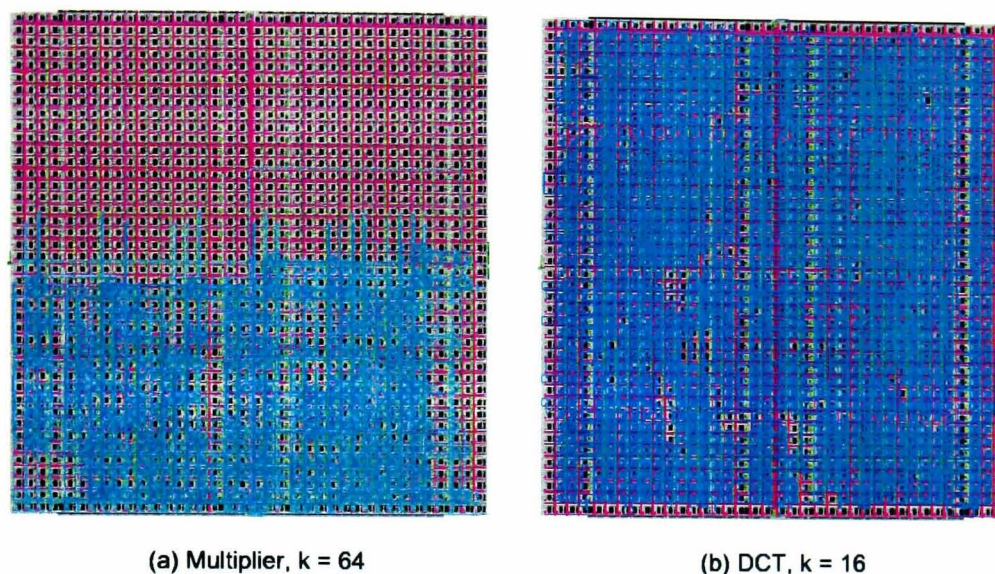 (a) Multiplier, k = 64
(b) DCT, k = 16